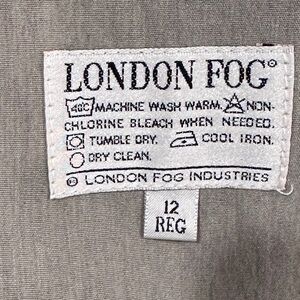 LONDON FOG®
40C MACHINE WASH WARM. NON-
CHLORINE BLEACH WHEN NEEDED.
TUMBLE DRY. COOL IRON.
DRY CLEAN.
® LONDON FOG INDUSTRIES
12
REG